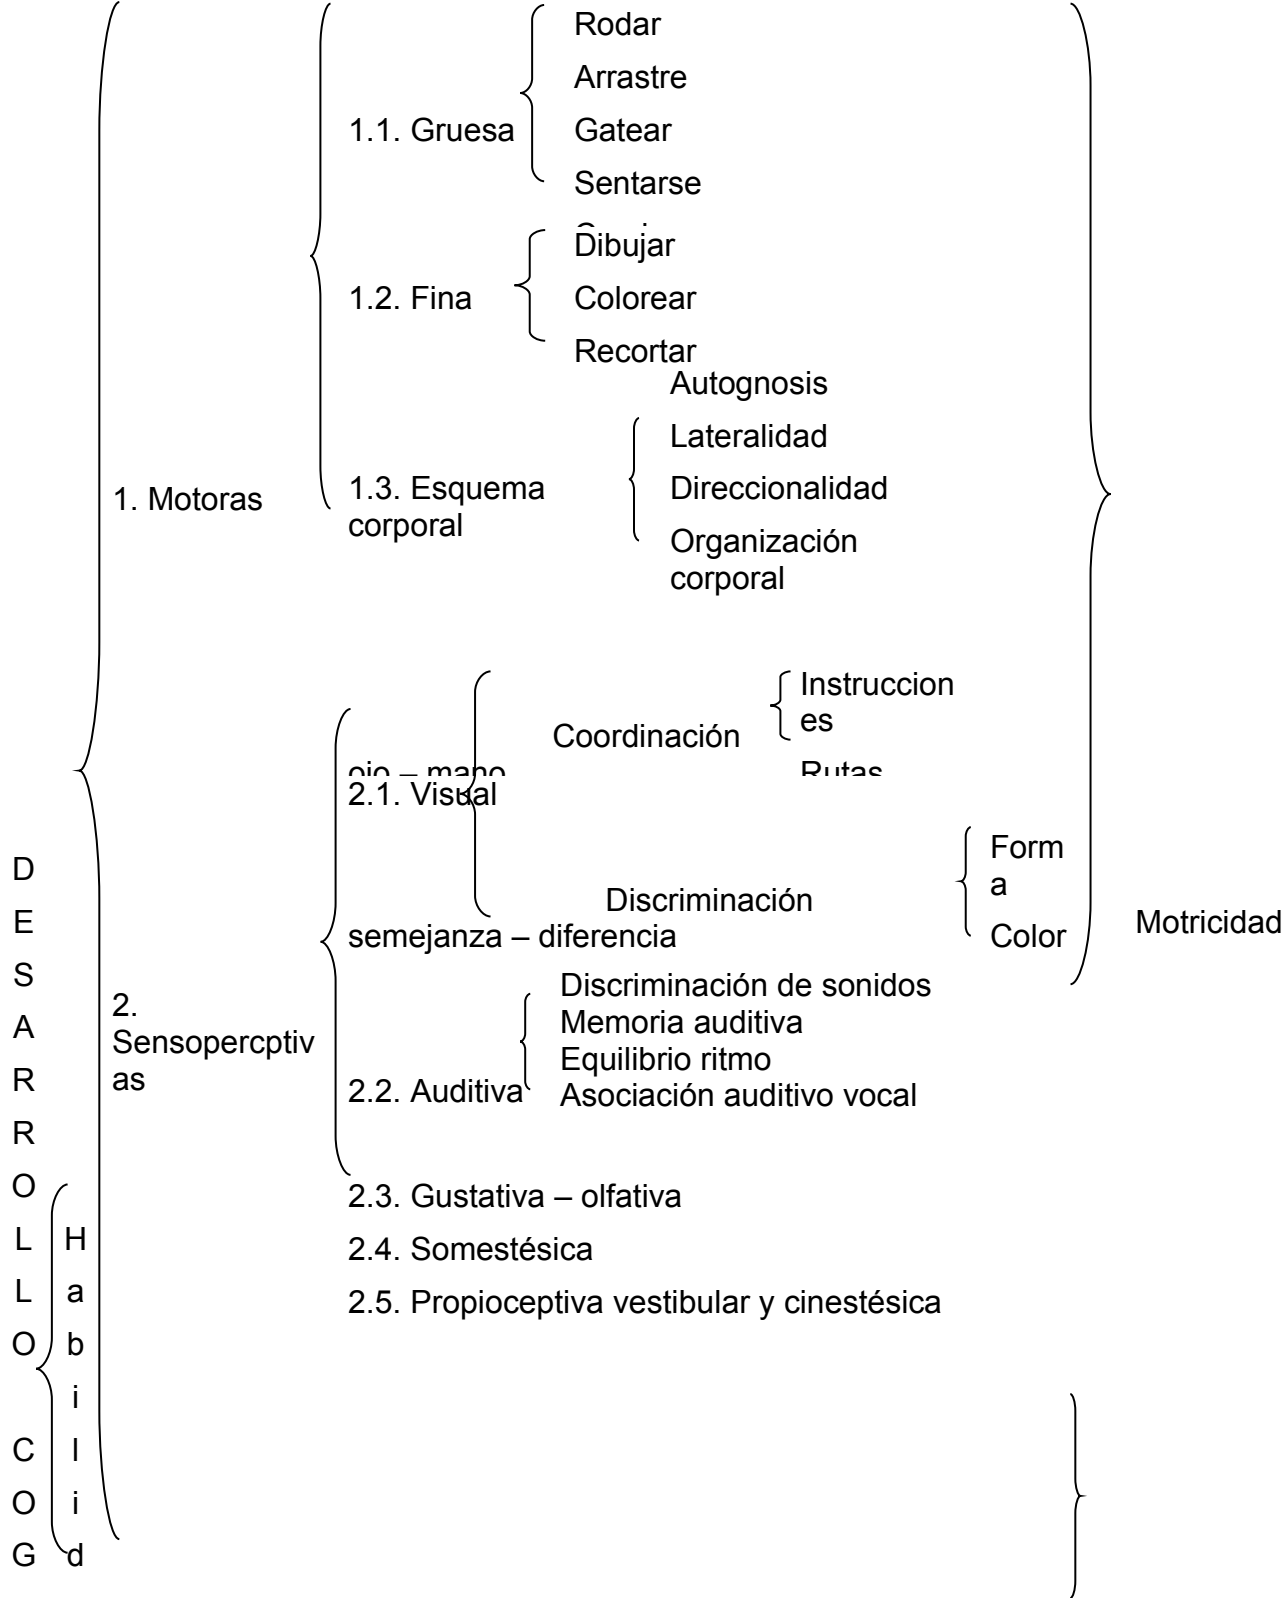 Rodar
Arrastre
1.1. Gruesa
Gatear
Sentarse
Dibujar
1.2. Fina
Colorear
Recortar
Autognosis
Lateralidad
1. Motoras
1.3. Esquema
corporal
Direccionalidad
Organización
corporal
Instruccion
es
Coordinación
ojo – mano
Rutas
2.1. Visual
Form
a
Discriminación
semejanza – diferencia
Color
Motricidad
2.
Sensopercptiv
as
Discriminación de sonidos
Memoria auditiva
Equilibrio ritmo
2.2. Auditiva
Asociación auditivo vocal
2.3. Gustativa – olfativa
2.4. Somestésica
2.5. Propioceptiva vestibular y cinestésica
D
E
S
A
R
R
O
L
L
O
C
O
G
H
a
b
i
l
i
d